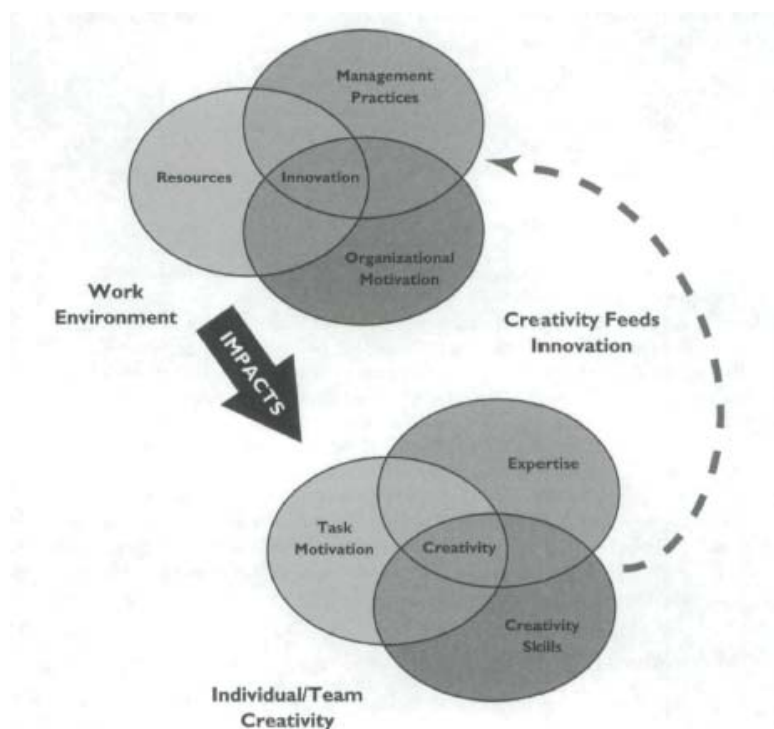 Management
Practices
Resources
Innovation
Organizational
Motivation
Work
Environment
IMPACTS
Creativity Feeds
Innovation
Expertise
Task
Motivation
Creativity
Creativity
Skills
Individual/Team
Creativity